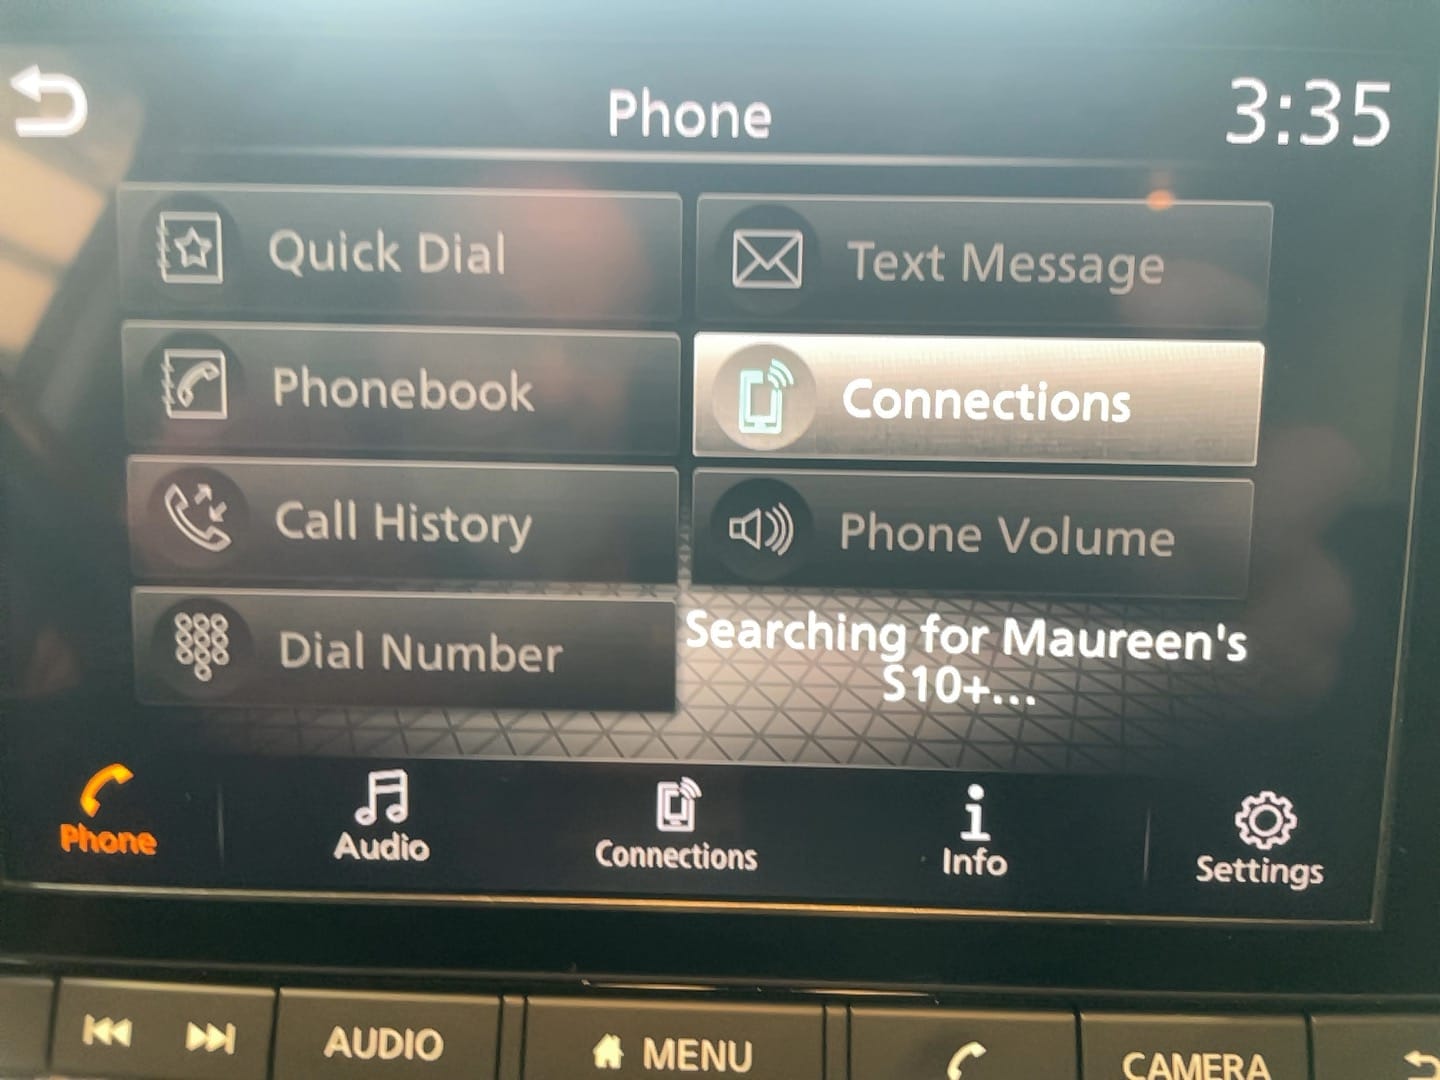 Phone
3:35
Quick Dial
Text Message
Phonebook
Connections
Call History
Phone Volume
Dial Number
Searching for Maureen's
S10+...
Phone
Audio
Connections
Info
Settings
AUDIO
MENU
CAMERA